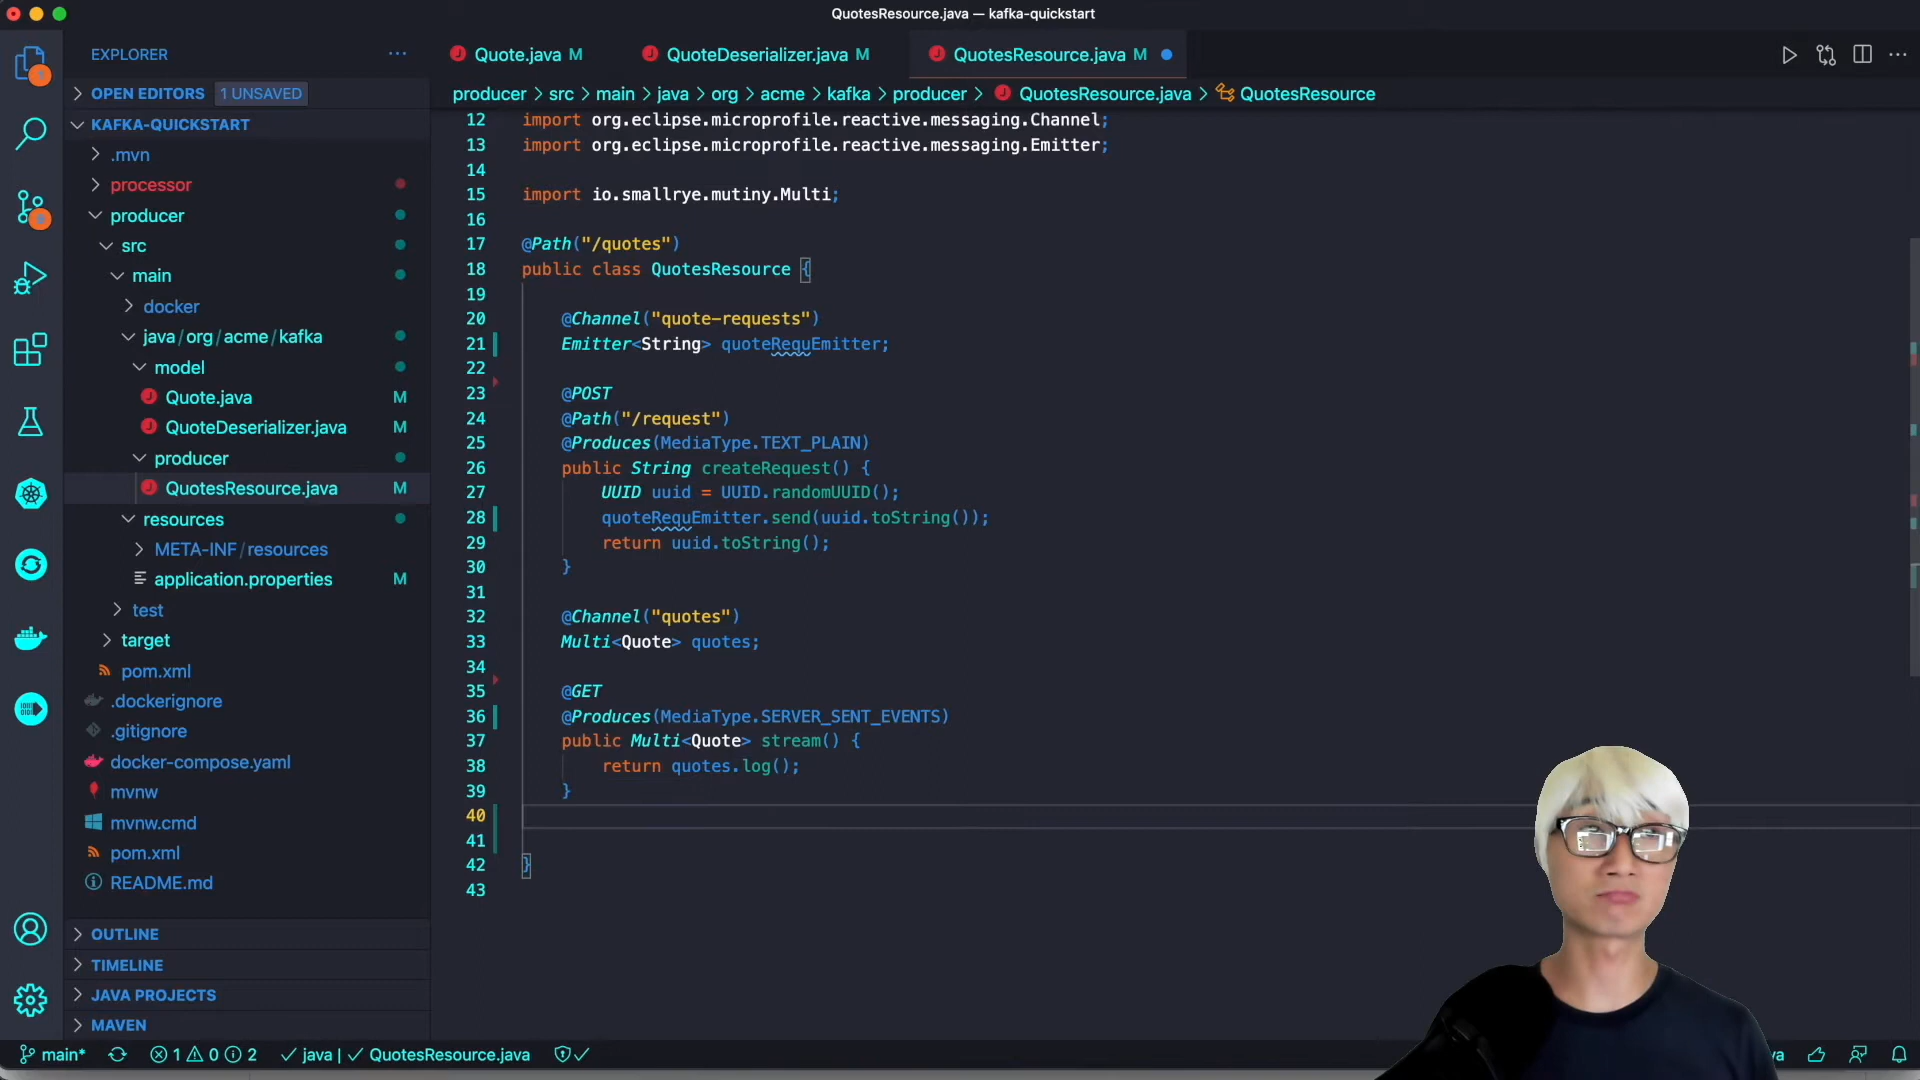 QuotesResource.java — kafka-quickstart
EXPLORER
OPEN EDITORS 1 UNSAVED
KAFKA-QUICKSTART
.mvn
processor
producer
src
main
docker
java/org/acme/kafka
model
Quote.java M
QuoteDeserializer.java M
producer
QuotesResource.java M
resources
META-INF/resources
application.properties M
test
target
pom.xml
.dockerignore
.gitignore
docker-compose.yaml
mvnw
mvnw.cmd
pom.xml
README.md
OUTLINE
TIMELINE
JAVA PROJECTS
MAVEN
Quote.java M QuoteDeserializer.java M QuotesResource.java M
producer > src > main > java > org > acme > kafka > producer > QuotesResource.java > QuotesResource
12 import org.eclipse.microprofile.reactive.messaging.Channel;
13 import org.eclipse.microprofile.reactive.messaging.Emitter;
14
15 import io.smallrye.mutiny.Multi;
16
17 @Path("/quotes")
18 public class QuotesResource {
19
20 @Channel("quote-requests")
21 Emitter<String> quoteRequEmitter;
22
23 @POST
24 @Path("/request")
25 @Produces(MediaType.TEXT_PLAIN)
26 public String createRequest() {
27 UUID uuid = UUID.randomUUID();
28 quoteRequEmitter.send(uuid.toString());
29 return uuid.toString();
30 }
31
32 @Channel("quotes")
33 Multi<Quote> quotes;
34
35 @GET
36 @Produces(MediaType.SERVER_SENT_EVENTS)
37 public Multi<Quote> stream() {
38 return quotes.log();
39 }
40
41
42 }
43
main* 1 0 2 java | QuotesResource.java